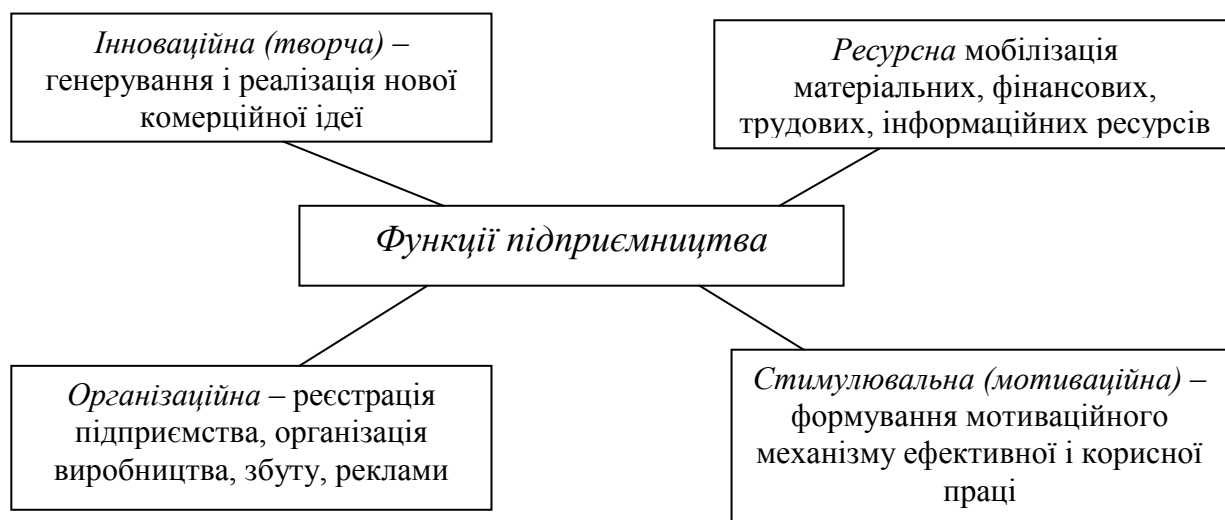 Інноваційна (творча) –
генерування і реалізація нової
комерційної ідеї
Ресурсна мобілізація
матеріальних, фінансових,
трудових, інформаційних ресурсів
Функції підприємництва
Організаційна – реєстрація
підприємства, організація
виробництва, збуту, реклами
Стимулювальна (мотиваційна) –
формування мотиваційного
механізму ефективної і корисної
праці